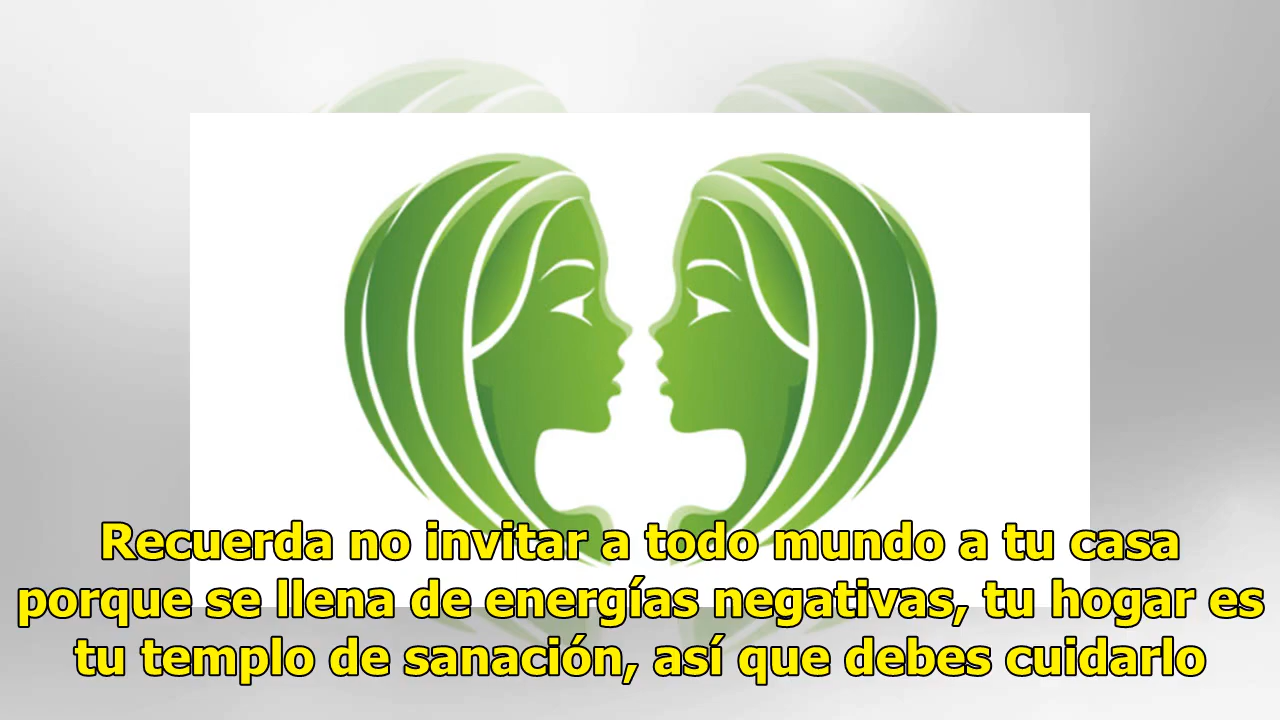 Recuerda no invitar a todo mundo a tu casa
porque se llena de energías negativas, tu hogar es
tu templo de sanación, así que debes cuidarlo